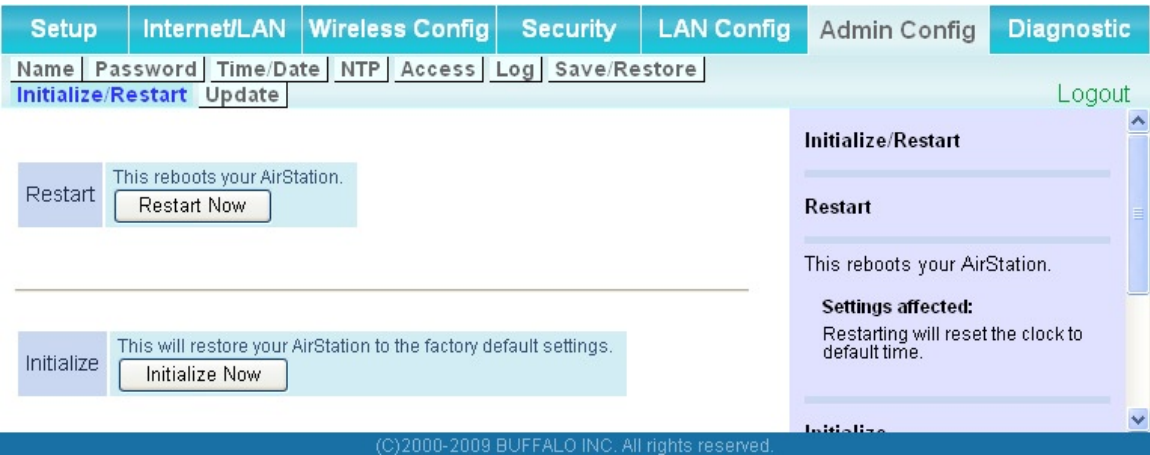 Setup Internet/LAN Wireless Config Security LAN Config Admin Config Diagnostic
Name Password Time/Date NTP Access Log Save/Restore
Initialize/Restart Update
Logout
Restart
This reboots your AirStation.
Restart Now
Initialize
This will restore your AirStation to the factory default settings.
Initialize Now
Initialize/Restart
Restart
This reboots your AirStation.
Settings affected:
Restarting will reset the clock to
default time.
Initialize
(C)2000-2009 BUFFALO INC. All rights reserved.